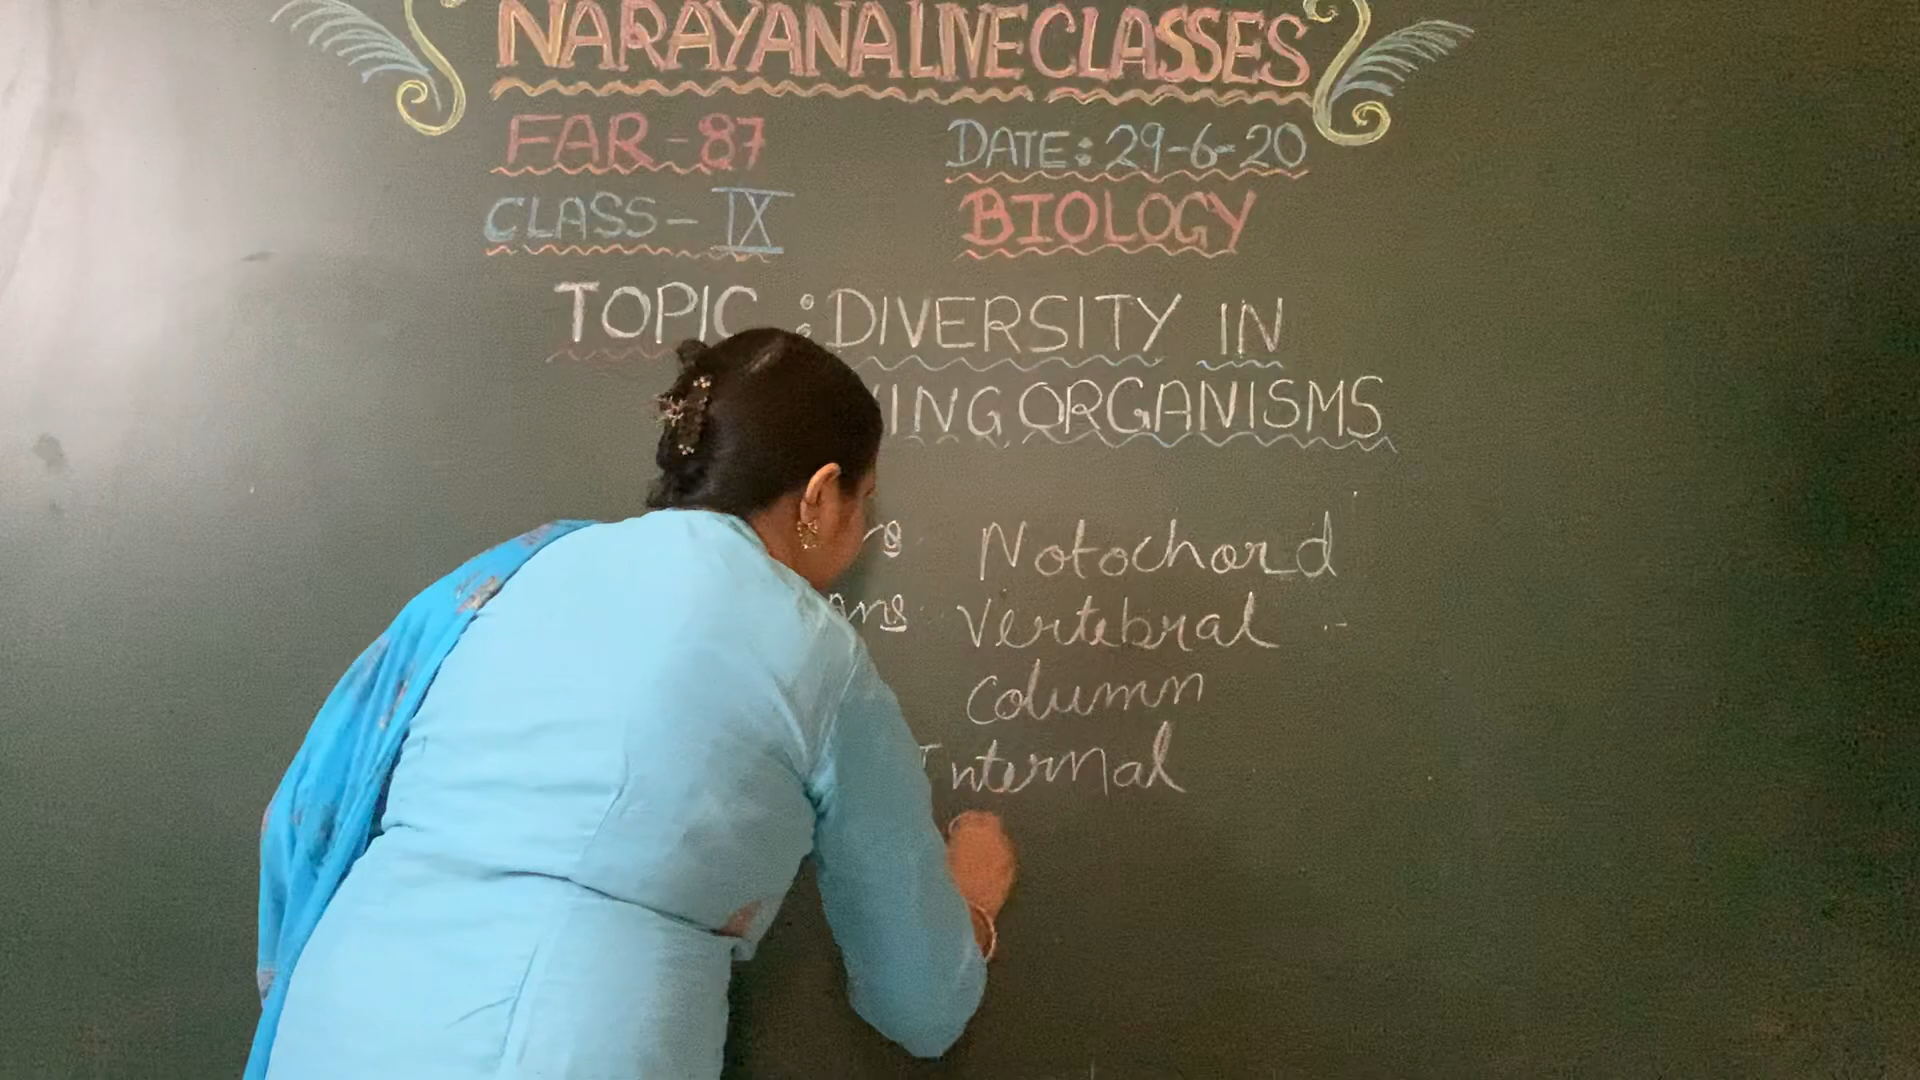 NARAYANA LIVE CLASSES
FAR-87
DATE: 29-6-20
CLASS-IX
BIOLOGY
TOPIC : DIVERSITY IN
ORGANISMS
Notochord
Vertebral
Column
Internal